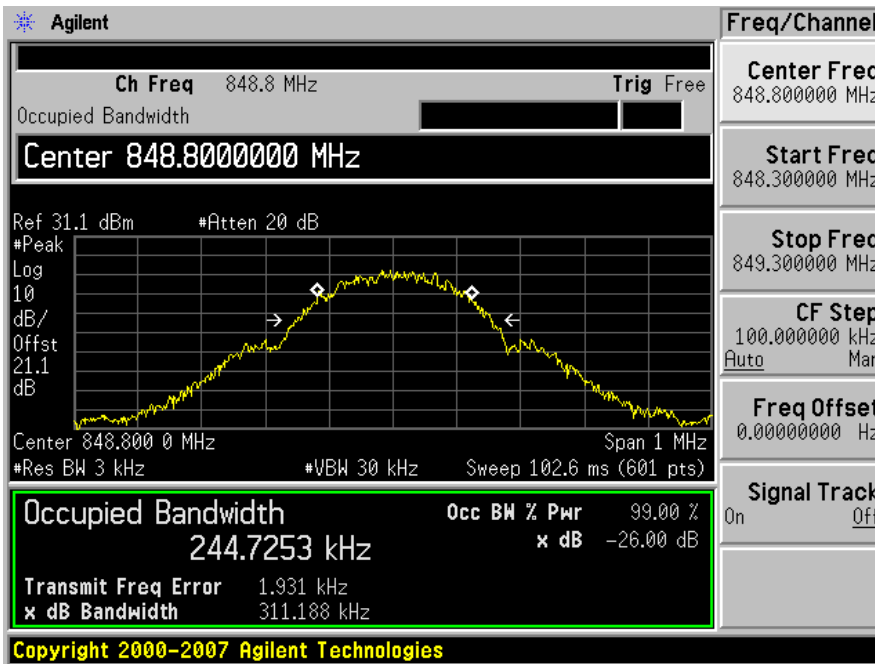 Agilent
Freq/Channel
Ch Freq 848.8 MHz Trig Free
Occupied Bandwidth
Center 848.8000000 MHz
Ref 31.1 dBm #Atten 20 dB
#Peak
Log
10
dB/
Offst
21.1
dB
Center 848.800 0 MHz Span 1 MHz
#Res BW 3 kHz #VBW 30 kHz Sweep 102.6 ms (601 pts)
Occupied Bandwidth
244.7253 kHz
Occ BW % Pwr 99.00 %
x dB -26.00 dB
Transmit Freq Error 1.931 kHz
x dB Bandwidth 311.188 kHz
Center Freq
848.800000 MHz
Start Freq
848.300000 MHz
Stop Freq
849.300000 MHz
CF Step
100.000000 kHz
Auto Man
Freq Offset
0.00000000 Hz
Signal Track
On Off
Copyright 2000-2007 Agilent Technologies